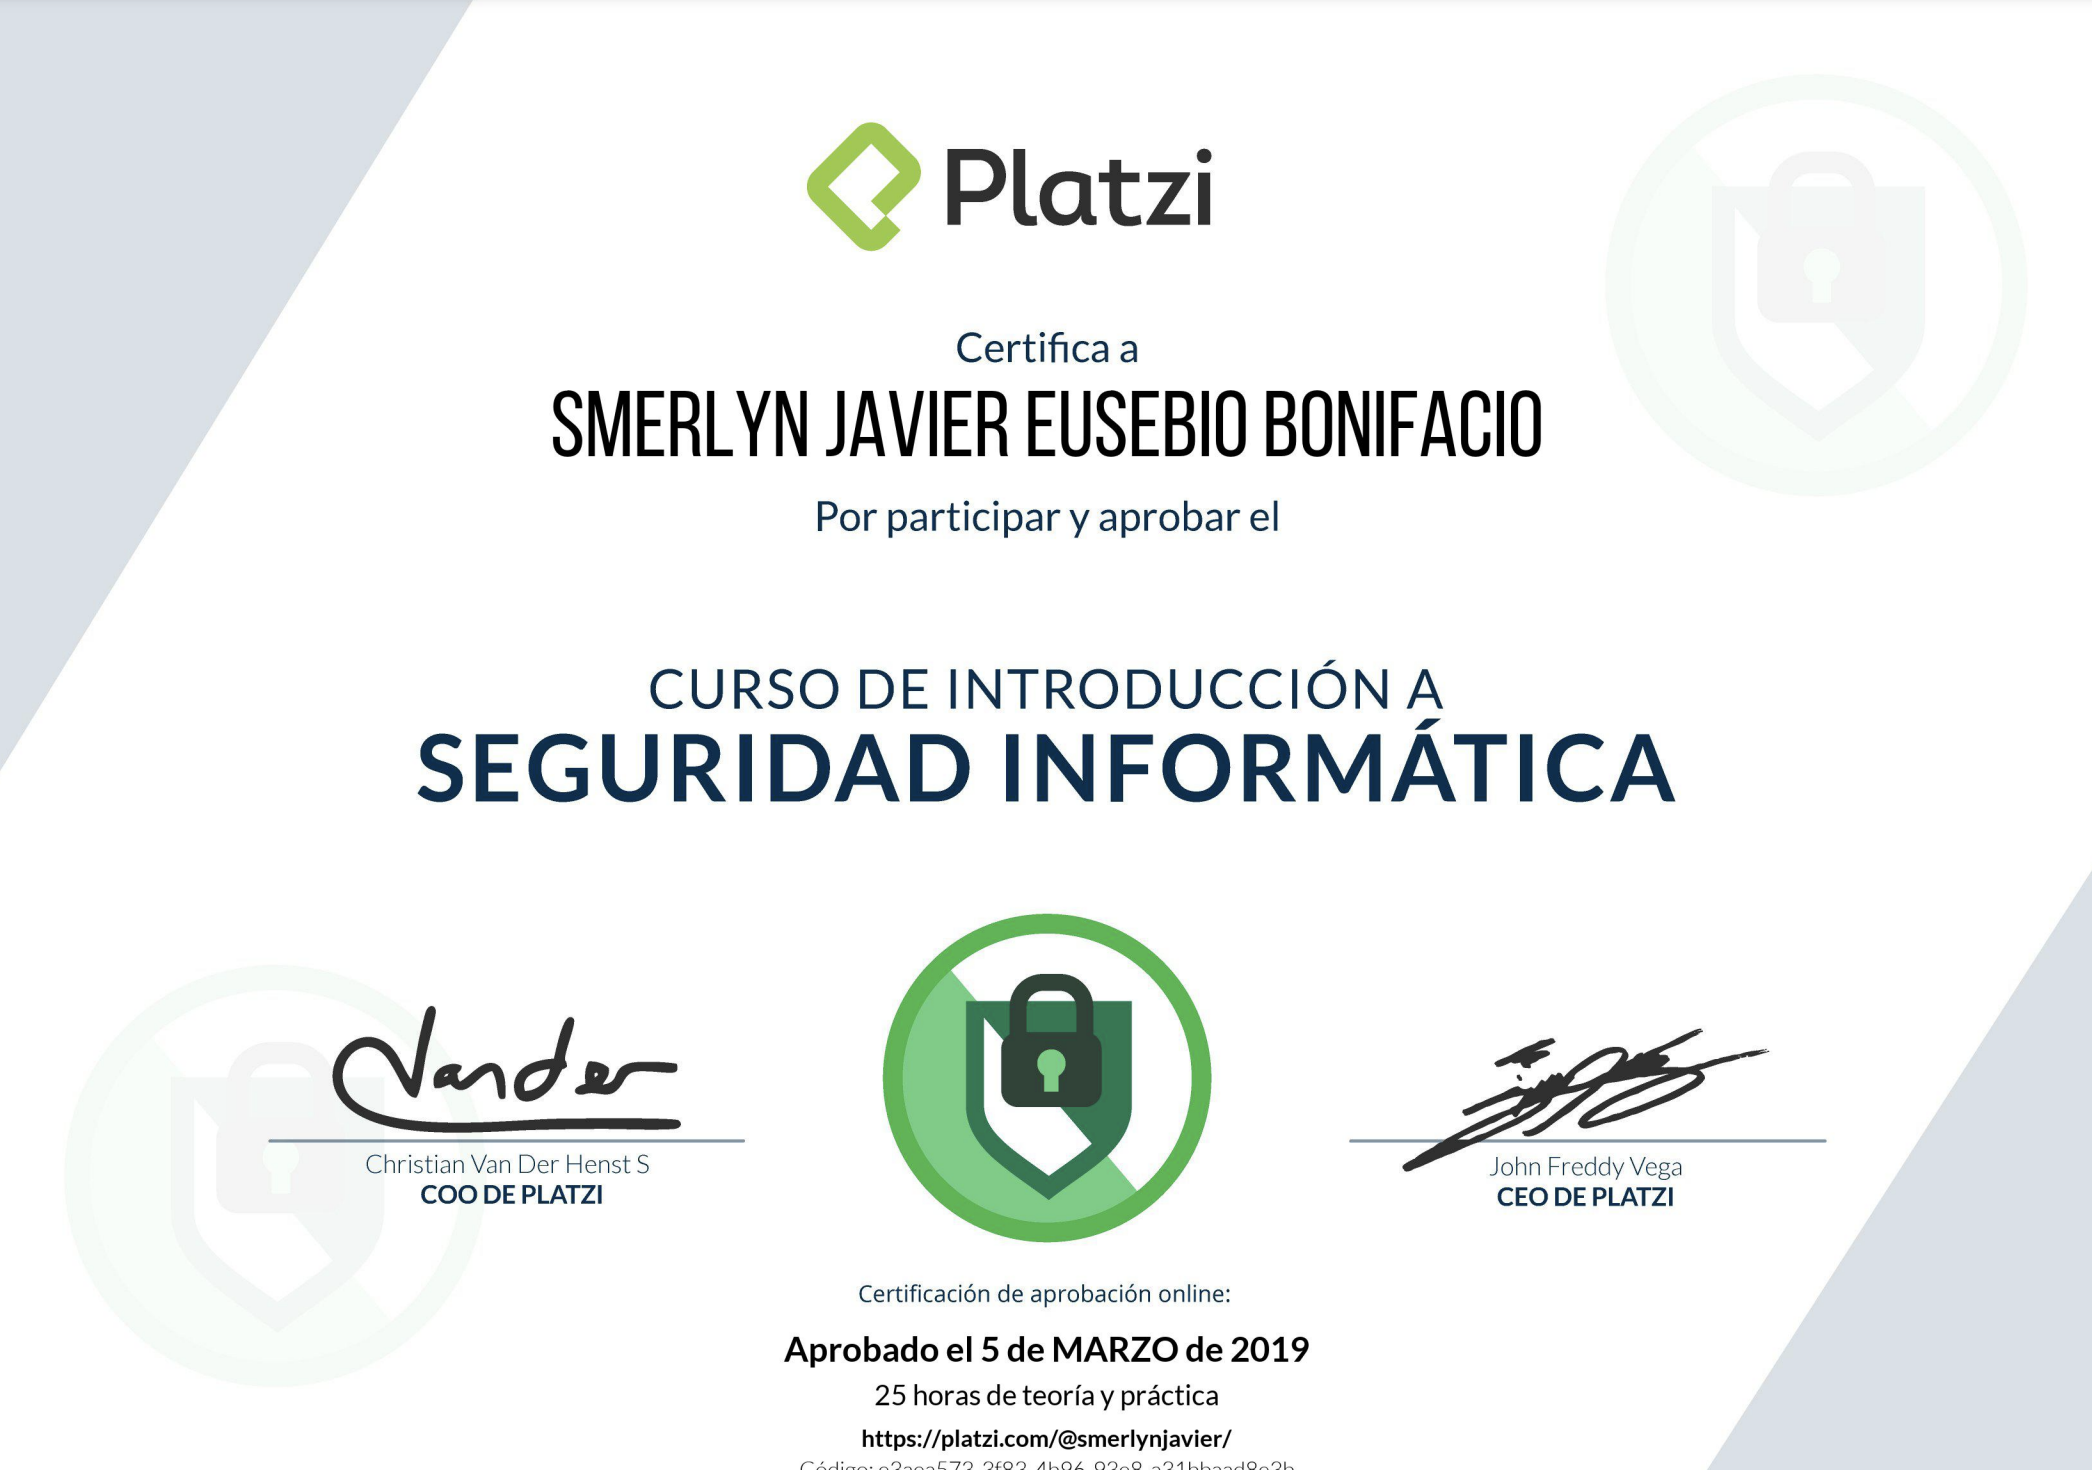 Platzi
Certifica a
SMERLYN JAVIER EUSEBIO BONIFACIO
Por participar y aprobar el
CURSO DE INTRODUCCIÓN A
SEGURIDAD INFORMÁTICA
Vander
Christian Van Der Henst S
COO DE PLATZI
John Freddy Vega
CEO DE PLATZI
Certificación de aprobación online:
Aprobado el 5 de MARZO de 2019
25 horas de teoría y práctica
https://platzi.com/@smerlynjavier/
Código: